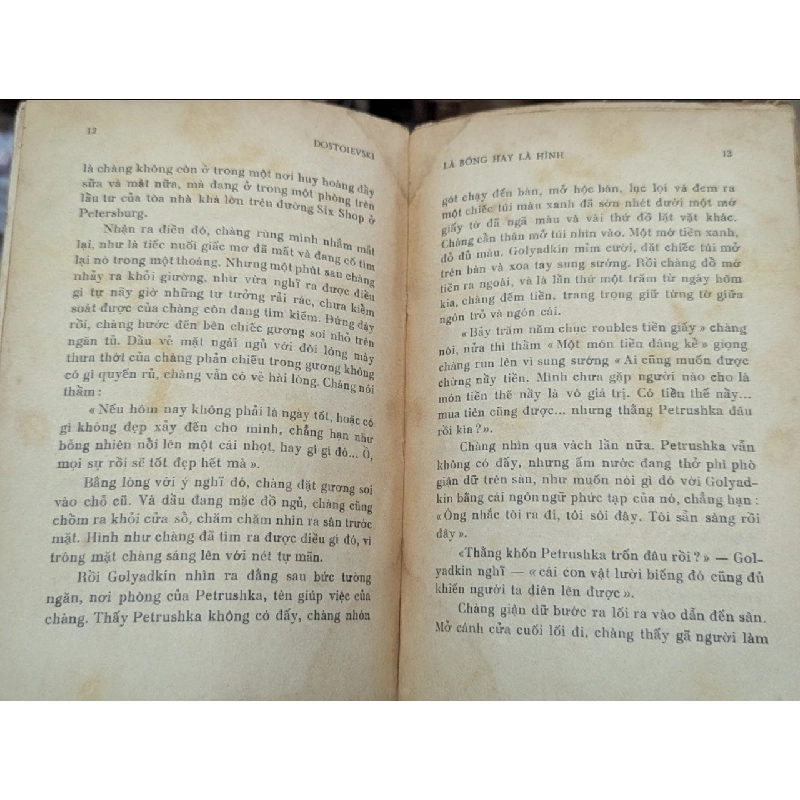 12
DOSTOIEVSKI
là chàng không còn ở trong một nơi huy hoàng đầy
sữa và mật nữa, mà đang ở trong một phòng trên
lầu tư của tòa nhà khá lớn trên đường Six Shop ở
Petersburg.
Nhận ra điều đó, chàng rùng mình nhắm mắt
lại, như là tiếc nuối giấc mơ đã mất và đang cố tìm
lại nó trong một thoáng. Nhưng một phút sau chàng
nhảy ra khỏi giường, như vừa nghĩ ra được điều
gì tự nãy giờ những tư tưởng rải rác, chưa kiểm
soát được của chàng còn đang tìm kiếm. Đứng dậy
rồi, chàng bước đến bên chiếc gương soi nhỏ trên
ngăn tủ. Dầu vẻ mặt ngái ngủ với đôi lông mày
thưa thớt của chàng phản chiếu trong gương không
có gì quyến rủ, chàng vẫn có vẻ hài lòng. Chàng nói
thầm :
« Nếu hôm nay không phải là ngày tốt, hoặc có
gì không đẹp xảy đến cho mình, chẳng hạn như
bỗng nhiên nổi lên một cái nhọt, hay gì gì đó... Ồ,
mọi sự rồi sẽ tốt đẹp hết mà ».
Bằng lòng với ý nghĩ đó, chàng đặt gương soi
vào chỗ cũ. Và dầu đang mặc đồ ngủ, chàng cũng
chồm ra khỏi cửa sổ, chăm chăm nhìn ra sân trước
mặt. Hình như chàng đã tìm ra được điều gì đó, vì
trông mặt chàng sáng lên với nét tự mãn.
Rồi Golyadkin nhìn ra đằng sau bức tường
ngăn, nơi phòng của Petrushka, tên giúp việc của
chàng. Thấy Petrushka không có đấy, chàng nhón
LÀ BÓNG HAY LÀ HÌNH
13
gót chạy đến bàn, mở hộc bàn, lục lọi và đem ra
một chiếc túi màu xanh đã sờn nhét dưới một mớ
giấy tờ đã ngã màu và vài thứ đồ lặt vặt khác.
Chàng cẩn thận mở túi nhìn vào. Một mớ tiền xanh,
đỏ đủ màu. Golyadkin mỉm cười, đặt chiếc túi mở
trên bàn và xoa tay sung sướng. Rồi chàng đổ mớ
tiền ra ngoài, và là lần thứ một trăm từ ngày hôm
kia, chàng đếm tiền, trang trọng giữ từng tờ giữa
ngón trỏ và ngón cái.
« Bảy trăm năm chục roubles tiền giấy » chàng
nói, nửa thì thầm « Một món tiền đáng kể » giọng
chàng run lên vì sung sướng « Ai cũng muốn được
chừng nầy tiền. Mình chưa gặp người nào cho là
món tiền thế nầy là vô giá trị. Có tiền thế nầy...
mua tiên cũng được... nhưng thằng Petrushka đâu
rồi kìa ? ».
Chàng nhìn qua vách lần nữa. Petrushka vẫn
không có đấy, nhưng ấm nước đang thở phì phò
giận dữ trên sàn, như muốn nói gì đó với Golyad-
kin bằng cái ngôn ngữ phức tạp của nó, chẳng hạn :
« Ông nhắc tôi ra đi, tôi sôi đây. Tôi sẳn sàng rồi
đây ».
«Thằng khốn Petrushka trốn đâu rồi ?» — Gol-
yadkin nghĩ — « cái con vật lười biếng đó cũng đủ
khiến người ta điên lên được ».
Chàng giận dữ bước ra lối ra vào dẫn đến sân.
Mở cánh cửa cuối lối đi, chàng thấy gã người làm